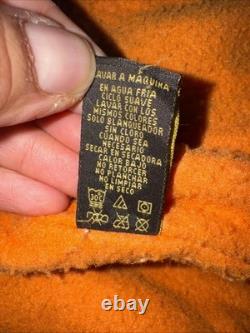 LAVAR A MAQUINA
EN AGUA FRIA
CICLO SUAVE
LAVAR CON LOS
MISMOS COLORES
SOLO BLANQUEADOR
SIN CLORO
CUANDO SEA
NECESARIO
SECAR EN SECADORA
CALOR BAJO
NO RETORCER
NO PLANCHAR
NO LIMPIAR
EN SECO
30C